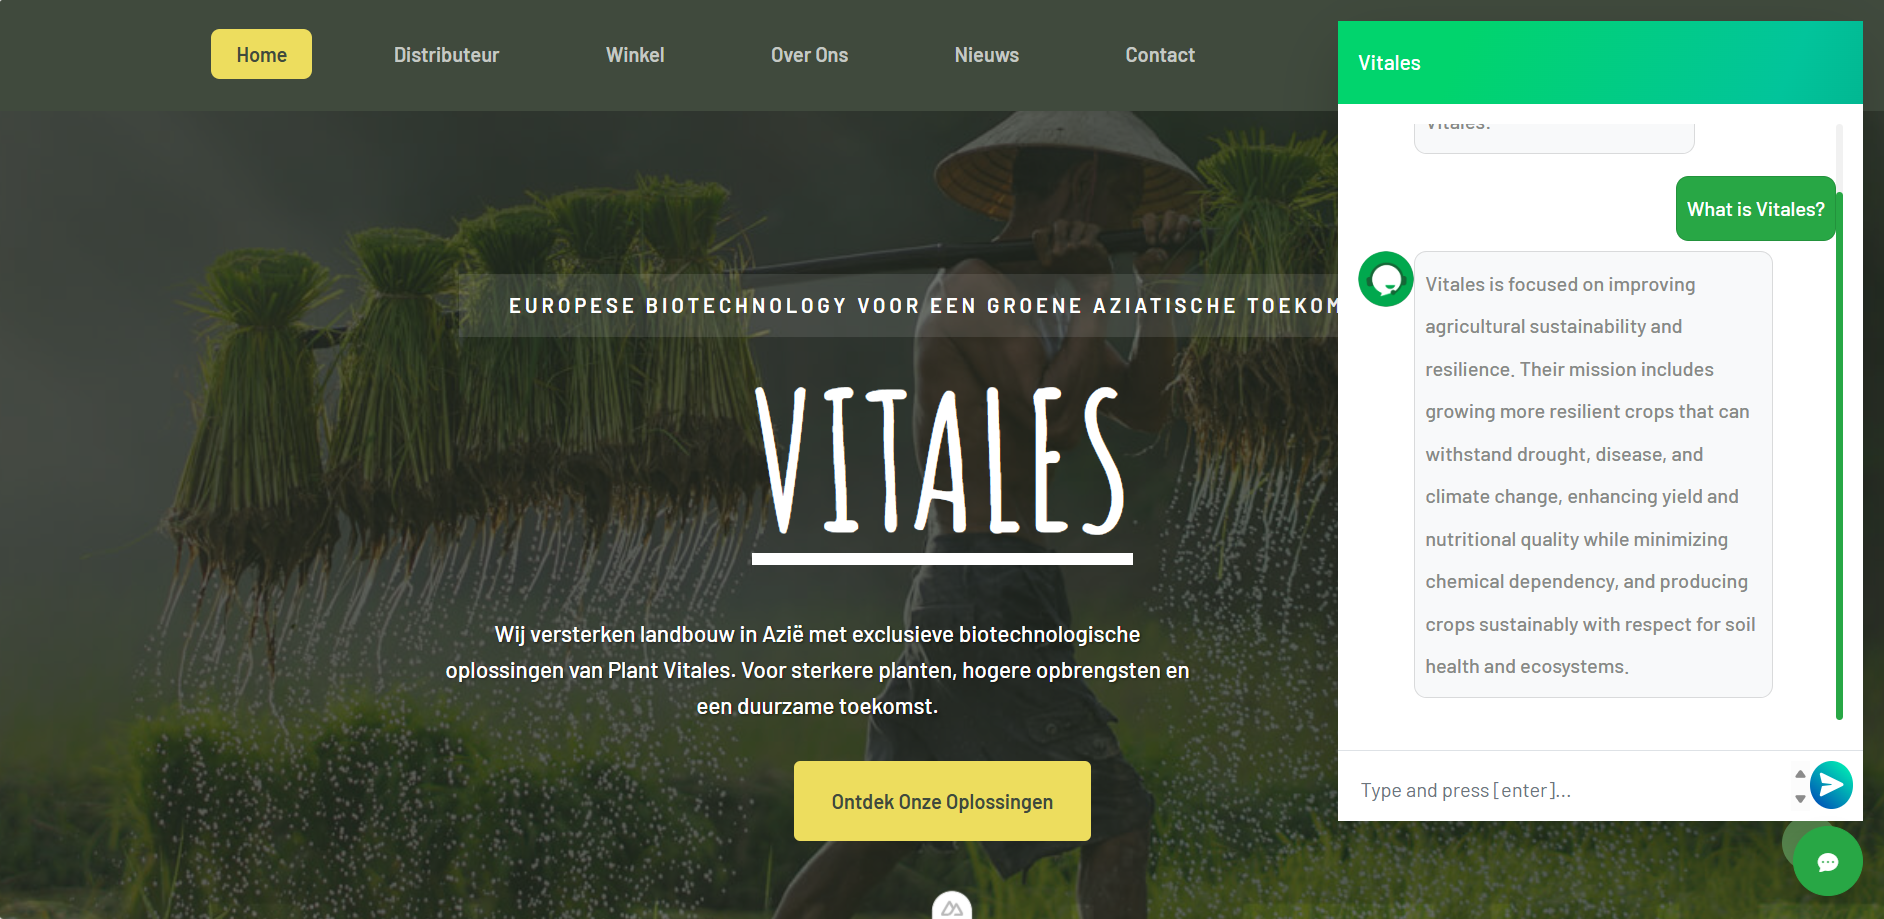 Home
Distributeur
Winkel
Over Ons
Nieuws
Contact
EUROPESE BIOTECHNOLOGY VOOR EEN GROENE AZIATISCHE TOEKOM
VITALES
Wij versterken landbouw in Azië met exclusieve biotechnologische
oplossingen van Plant Vitales. Voor sterkere planten, hogere opbrengsten en
een duurzame toekomst.
Ontdek Onze Oplossingen
Vitales
Vitales.
What is Vitales?
Vitales is focused on improving
agricultural sustainability and
resilience. Their mission includes
growing more resilient crops that can
withstand drought, disease, and
climate change, enhancing yield and
nutritional quality while minimizing
chemical dependency, and producing
crops sustainably with respect for soil
health and ecosystems.
Type and press [enter]...